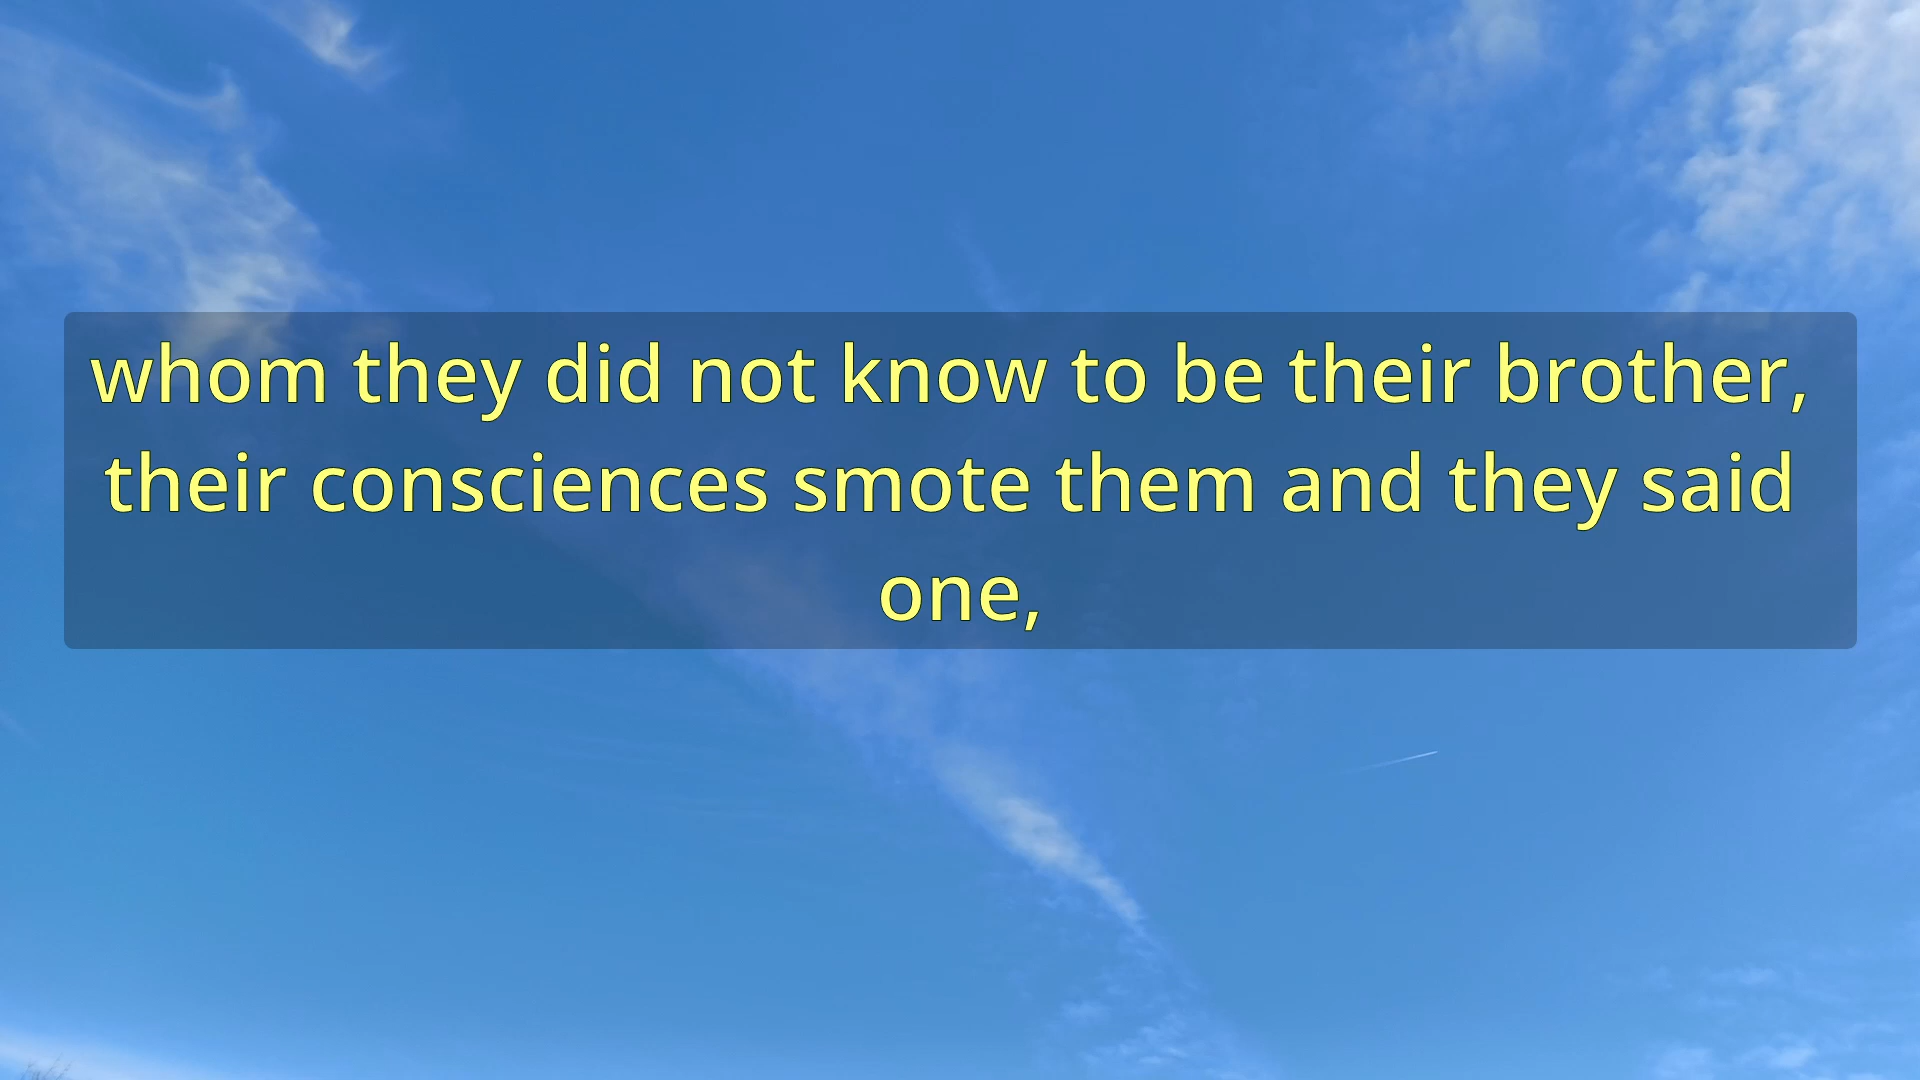 whom they did not know to be their brother,
their consciences smote them and they said
one,